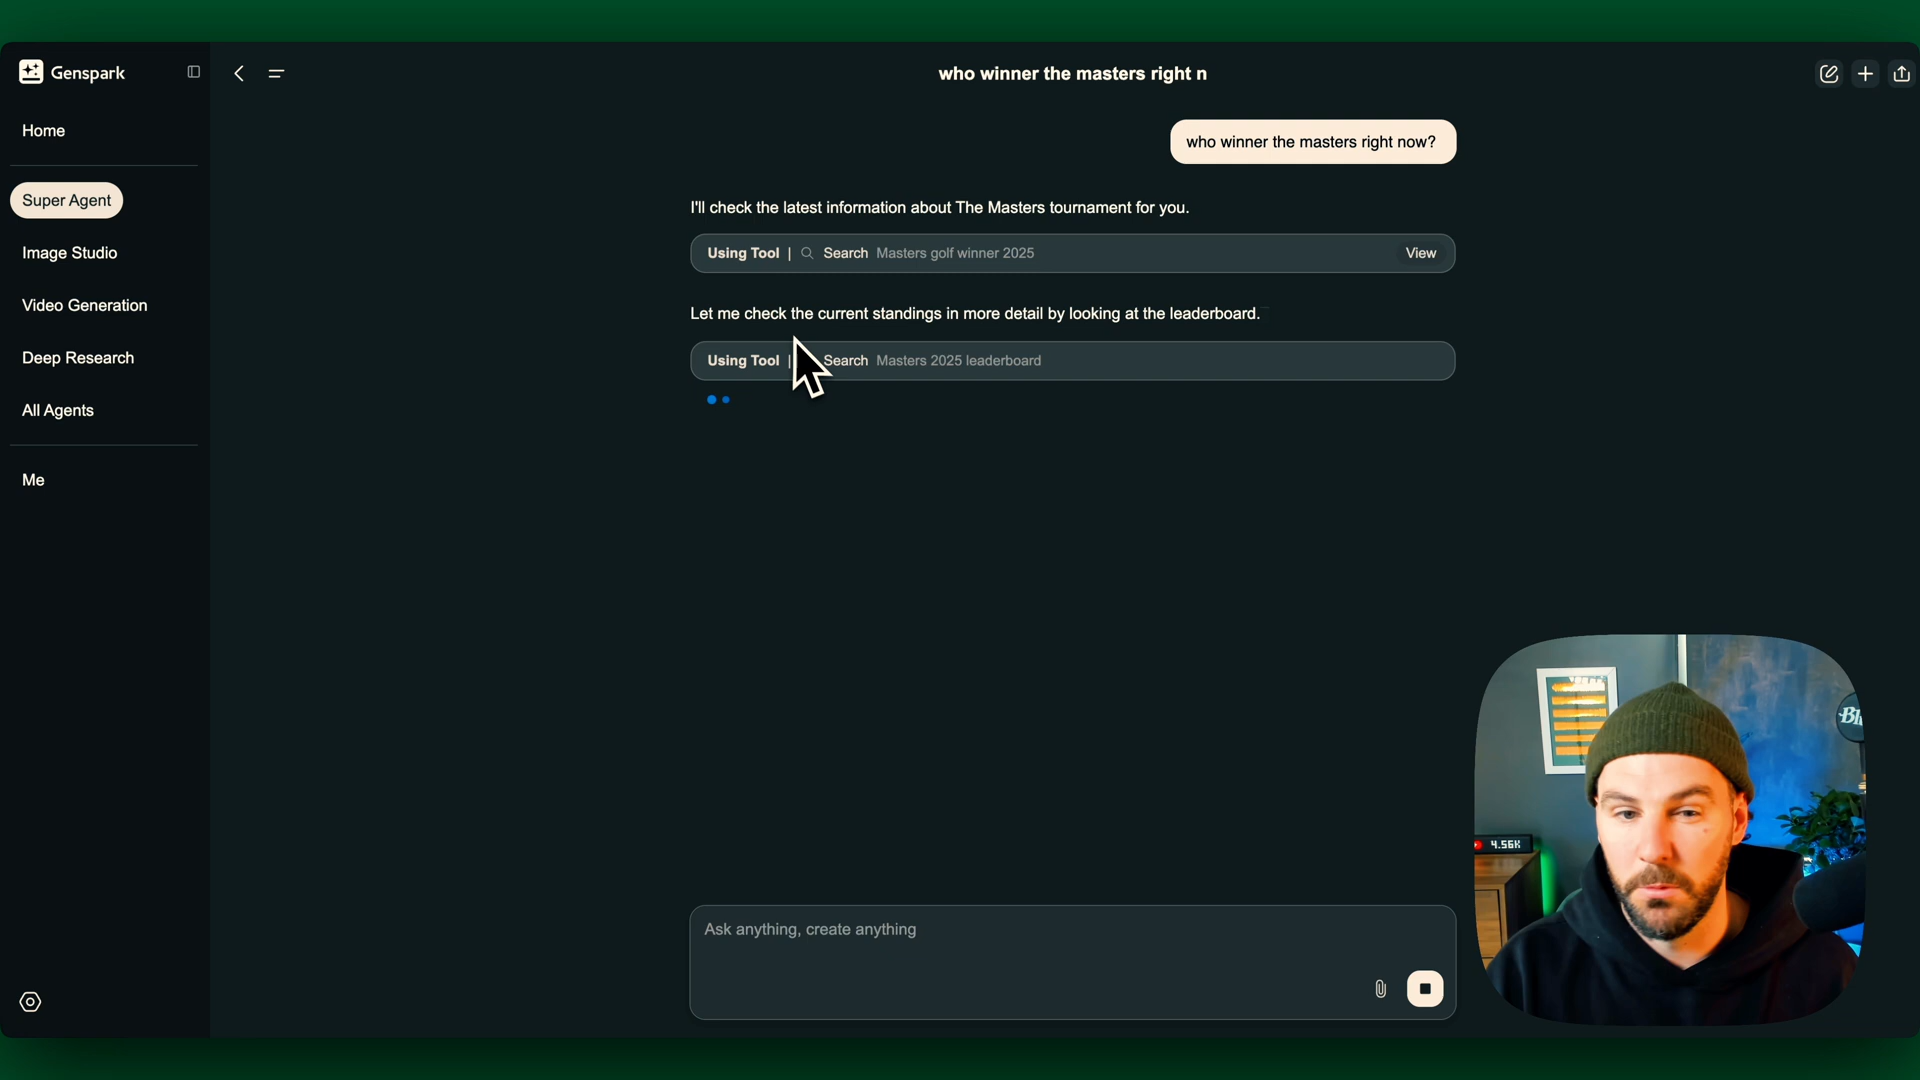 Genspark
who winner the masters right n
Home
who winner the masters right now?
Super Agent
I'll check the latest information about The Masters tournament for you.
Image Studio
Using Tool | Search Masters golf winner 2025 View
Video Generation
Let me check the current standings in more detail by looking at the leaderboard.
Deep Research
Using Tool | Search Masters 2025 leaderboard
All Agents
Me
Ask anything, create anything
4.56K